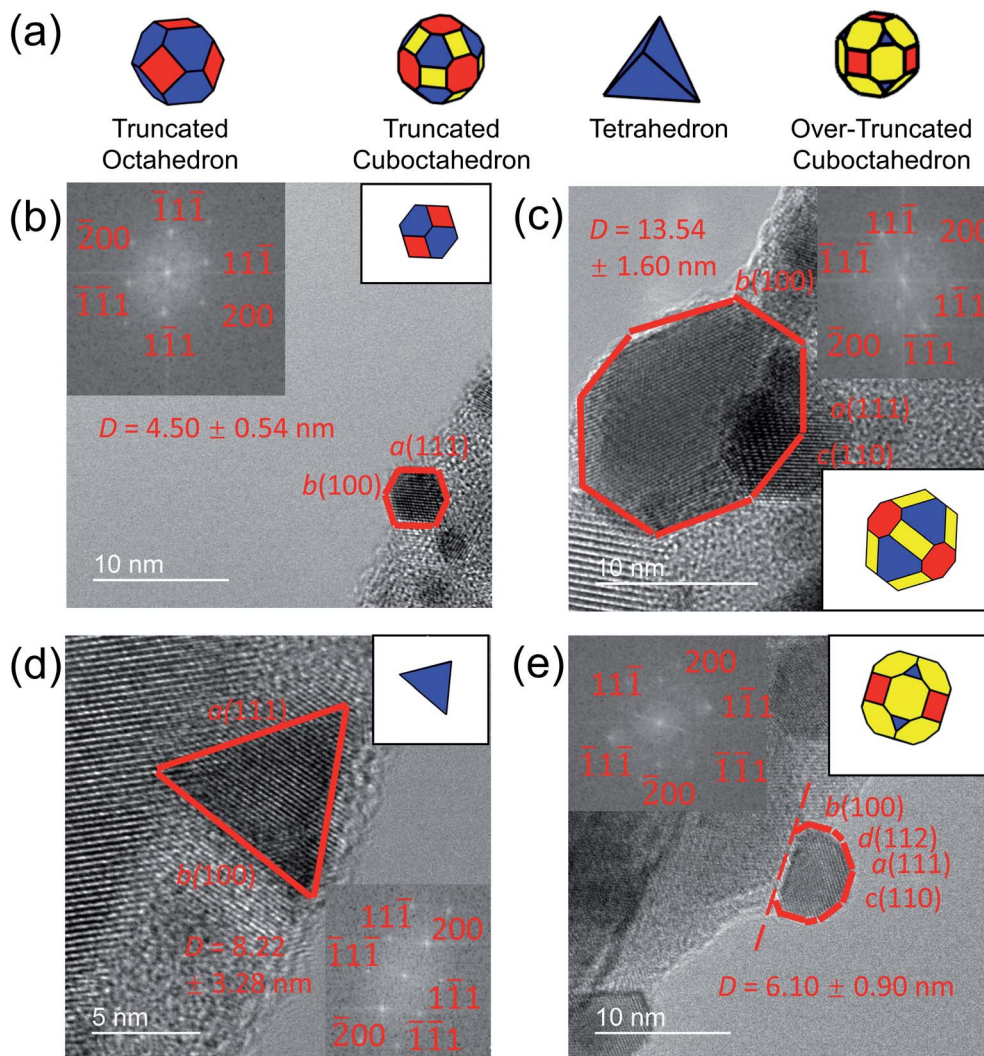 (a)
Truncated
Octahedron
Truncated
Cuboctahedron
Tetrahedron
Over-Truncated
Cuboctahedron
(b)
1̄11̄
2̄00
111̄
1̄1̄1
200
11̄1
D = 4.50 ± 0.54 nm
a(111)
b(100)
10 nm
(c)
D = 13.54
± 1.60 nm
b(100)
111̄
200
1̄11̄
11̄1
2̄00
1̄1̄1
a(111)
c(110)
10 nm
(d)
a(111)
b(100)
D = 8.22
± 3.28 nm
111̄
200
1̄11̄
11̄1
2̄00
1̄1̄1
5 nm
(e)
200
111̄
11̄1
1̄11̄
1̄1̄1
2̄00
b(100)
d(112)
a(111)
c(110)
D = 6.10 ± 0.90 nm
10 nm